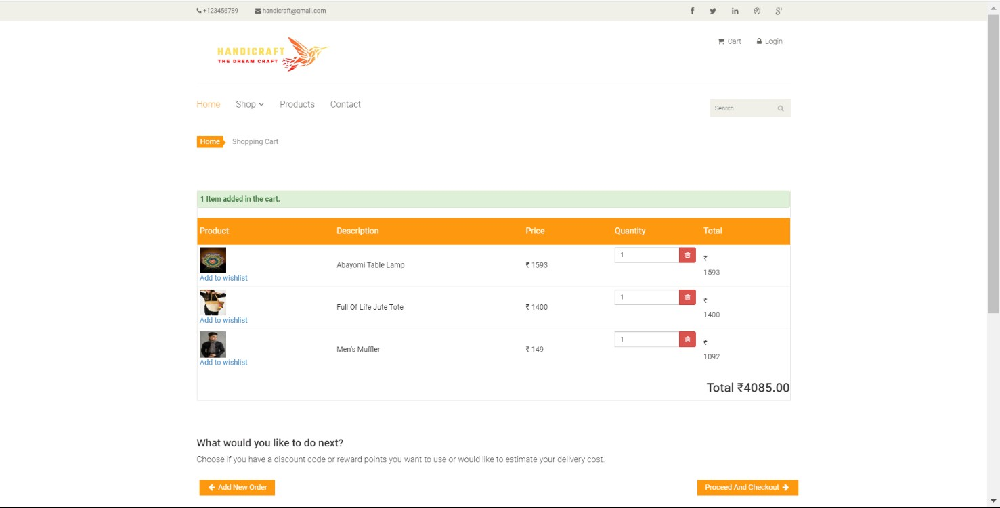 +123456789 handicraft@gmail.com
HANDICRAFT
THE DREAM CRAFT
Cart Login
Home Shop Products Contact
Search
Home Shopping Cart
1 Item added in the cart.
Product Description Price Quantity Total
Abayomi Table Lamp ₹ 1593 1 ₹
1593
Add to wishlist
Full Of Life Jute Tote ₹ 1400 1 ₹
1400
Add to wishlist
Men's Muffler ₹ 149 1 ₹
1092
Add to wishlist
Total ₹4085.00
What would you like to do next?
Choose if you have a discount code or reward points you want to use or would like to estimate your delivery cost.
Add New Order Proceed And Checkout